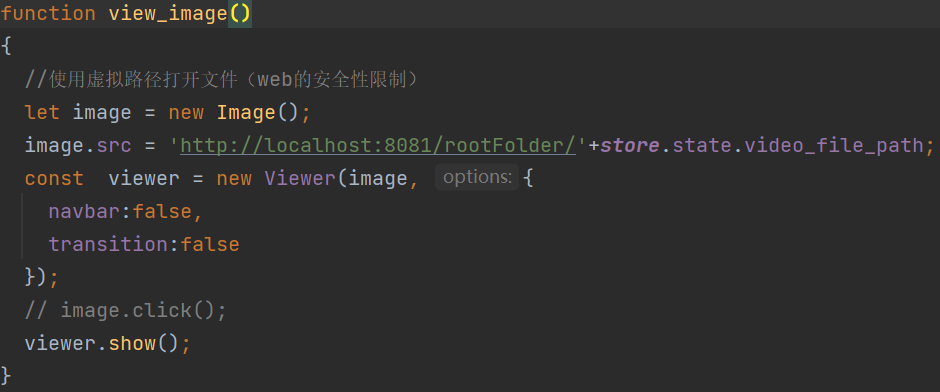 function view_image()
{
  //使用虚拟路径打开文件（web的安全性限制）
  let image = new Image();
  image.src = 'http://localhost:8081/rootFolder/'+store.state.video_file_path;
  const  viewer = new Viewer(image, options:{
    navbar:false,
    transition:false
  });
  // image.click();
  viewer.show();
}